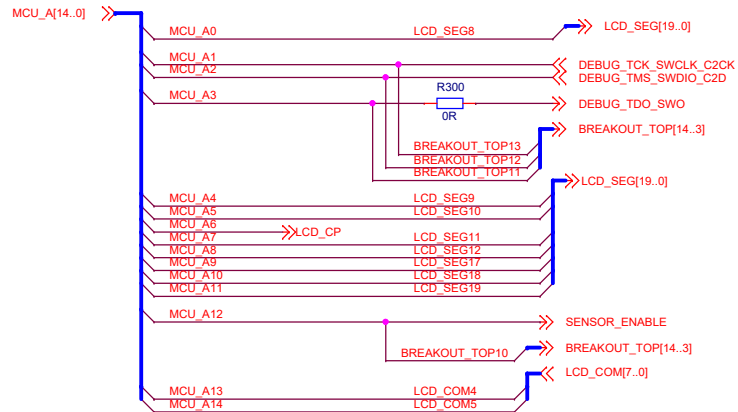 MCU_A[14..0]
MCU_A0 LCD_SEG8 LCD_SEG[19..0]
MCU_A1 DEBUG_TCK_SWCLK_C2CK
MCU_A2 DEBUG_TMS_SWDIO_C2D
R300
MCU_A3 DEBUG_TDO_SWO
0R
BREAKOUT_TOP[14..3]
BREAKOUT_TOP13
BREAKOUT_TOP12
BREAKOUT_TOP11
LCD_SEG[19..0]
MCU_A4 LCD_SEG9
MCU_A5 LCD_SEG10
MCU_A6 LCD_CP
MCU_A7 LCD_SEG11
MCU_A8 LCD_SEG12
MCU_A9 LCD_SEG17
MCU_A10 LCD_SEG18
MCU_A11 LCD_SEG19
MCU_A12 SENSOR_ENABLE
BREAKOUT_TOP10 BREAKOUT_TOP[14..3]
LCD_COM[7..0]
MCU_A13 LCD_COM4
MCU_A14 LCD_COM5